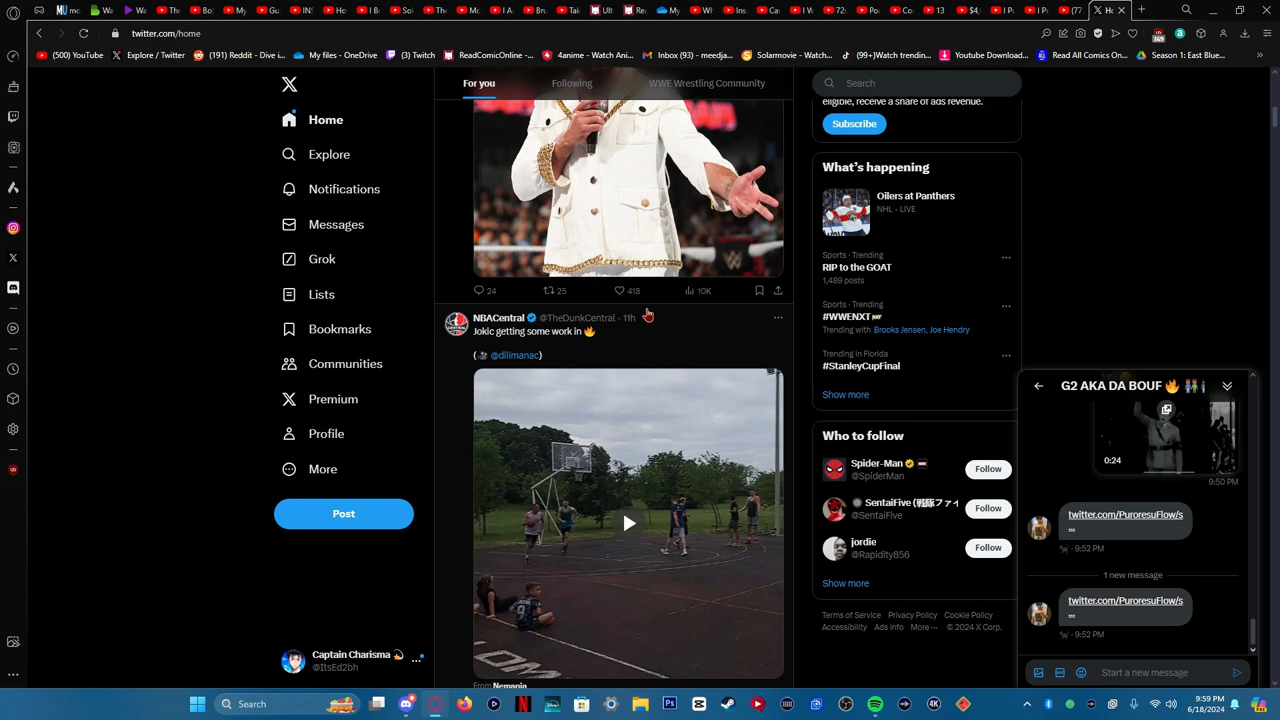 twitter.com/home
(500) YouTube
Explore / Twitter
(191) Reddit - Dive i...
My files - OneDrive
(3) Twitch
ReadComicOnline - ...
4anime - Watch Ani...
Inbox (93) - meedja...
Solarmovie - Watch...
(99+)Watch trendin...
Youtube Download...
Read All Comics On...
Season 1: East Blue...
Home
Explore
Notifications
Messages
Grok
Lists
Bookmarks
Communities
Premium
Profile
More
Post
Captain Charisma
@ItsEd2bh
For you
Following
WWE Wrestling Community
24
25
418
10K
NBACentral @TheDunkCentral · 11h
Jokic getting some work in
( @dlilmanac)
From Nemanja
Search
eligible, receive a share of ads revenue.
Subscribe
What's happening
Oilers at Panthers
NHL · LIVE
Sports · Trending
RIP to the GOAT
1,489 posts
Sports · Trending
#WWENXT
Trending with Brooks Jensen, Joe Hendry
Trending in Florida
#StanleyCupFinal
Show more
Who to follow
Spider-Man
@SpiderMan
Follow
SentaiFive (戦隊ファイ
@SentaiFive
Follow
jordie
@Rapidity856
Follow
Show more
Terms of Service Privacy Policy Cookie Policy
Accessibility Ads info More ··· © 2024 X Corp.
G2 AKA DA BOUF
0:24
9:50 PM
twitter.com/PuroresuFlow/s
...
9:52 PM
1 new message
twitter.com/PuroresuFlow/s
...
9:52 PM
Start a new message
Search
9:59 PM
6/18/2024